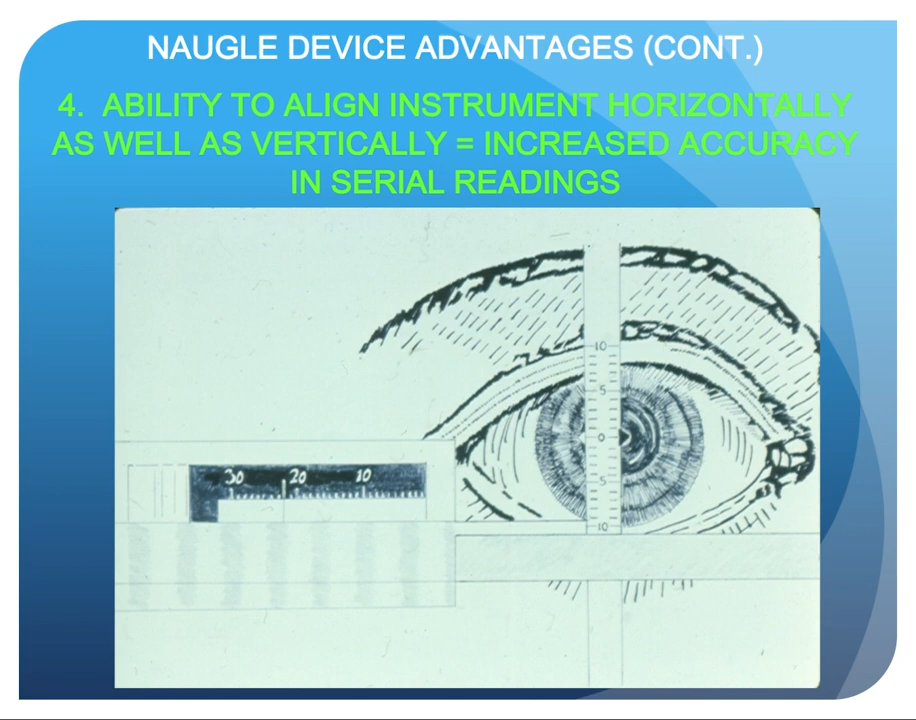 NAUGLE DEVICE ADVANTAGES (CONT.)
4. ABILITY TO ALIGN INSTRUMENT HORIZONTALLY
AS WELL AS VERTICALLY = INCREASED ACCURACY
IN SERIAL READINGS
10
5
0
5
10
30 20 10